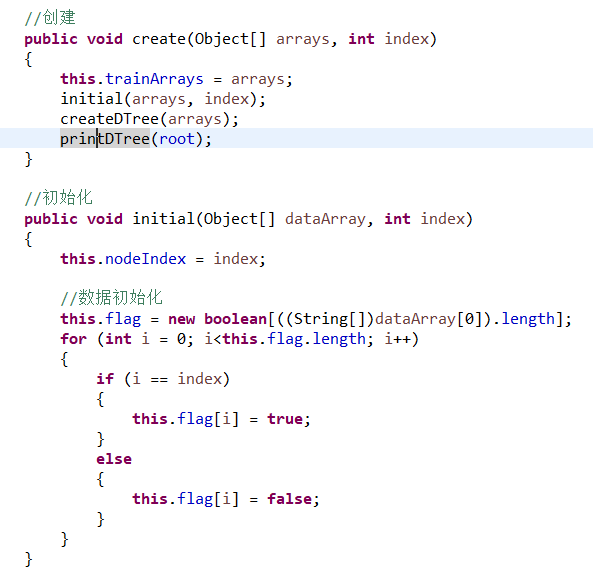 //创建
public void create(Object[] arrays, int index)
{
this.trainArrays = arrays;
initial(arrays, index);
createDTree(arrays);
printDTree(root);
}
//初始化
public void initial(Object[] dataArray, int index)
{
this.nodeIndex = index;
//数据初始化
this.flag = new boolean[((String[])dataArray[0]).length];
for (int i = 0; i<this.flag.length; i++)
{
if (i == index)
{
this.flag[i] = true;
}
else
{
this.flag[i] = false;
}
}
}